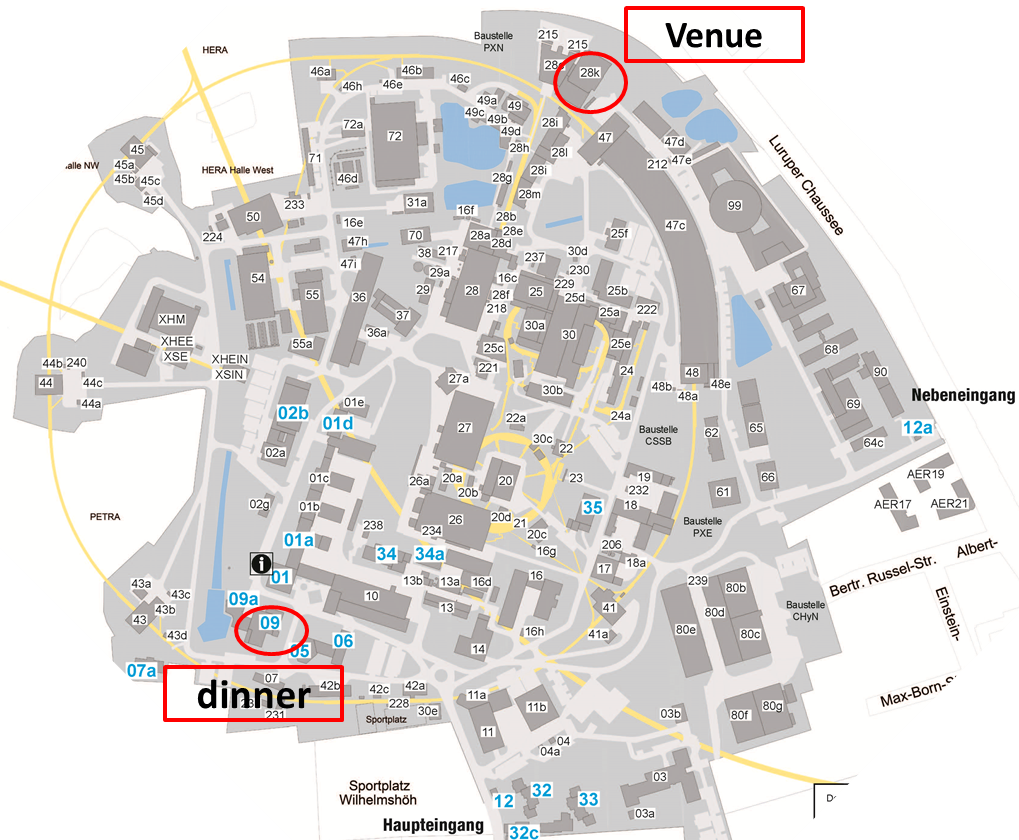 Venue
215
Baustelle
PXN
215
HERA
28c
28k
46a
46b
46c
46h
46e
49a
49
49c
49b
49d
72a
72
28i
47
47d
45
71
28h
28l
212
47e
45a
alle NW
HERA Halle West
46d
28i
45b
45c
28g
45d
28m
Luruper Chaussee
233
31a
99
50
16f
28b
16e
224
28e
47c
70
28a
25f
47h
28d
38
217
30d
237
47i
29a
230
54
16c
67
55
36
29
28
229
25
25b
28f
25d
XHM
37
218
25a
222
30a
36a
30
XHEE
55a
25c
25e
68
XSE
XHEIN
44b
240
221
24
XSIN
27a
48
90
44
44c
48b
48e
30b
48a
Nebeneingang
44a
01e
69
02b
24a
22a
12a
01d
27
62
65
Baustelle
CSSB
30c
64c
22
02a
66
AER19
01c
26a
20a
20
23
19
20b
232
61
AER17
AER21
02g
01b
35
18
26
20d
21
PETRA
238
234
20c
Baustelle
PXE
01a
206
34
34a
16g
Albert-
18a
17
Bertr. Russel-Str.
01
13b
13a
16d
16
239
80b
43a
43c
10
09a
13
41
Baustelle
CHyN
Einstein-
43b
80d
43
09
16h
80e
80c
43d
06
41a
05
14
07a
dinner
07
42b
42c
42a
11a
Max-Born-S
228
11b
80g
231
30e
03b
80f
Sportplatz
11
04
04a
03
Sportplatz
Wilhelmshöh
32
12
33
D
03a
Haupteingang
32c